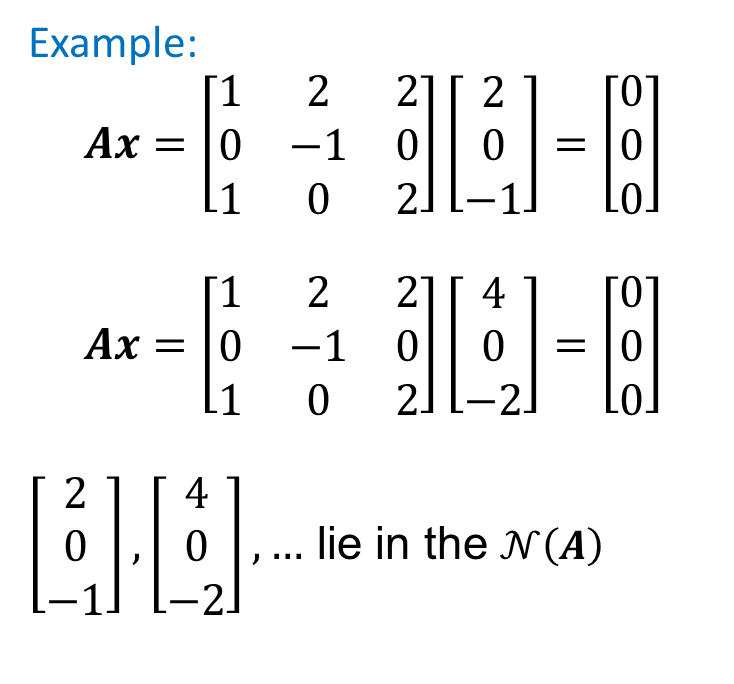 Example:
Ax = [1 2 2; 0 −1 0; 1 0 2] [2; 0; −1] = [0; 0; 0]
Ax = [1 2 2; 0 −1 0; 1 0 2] [4; 0; −2] = [0; 0; 0]
[2; 0; −1], [4; 0; −2], ... lie in the 𝒩(A)